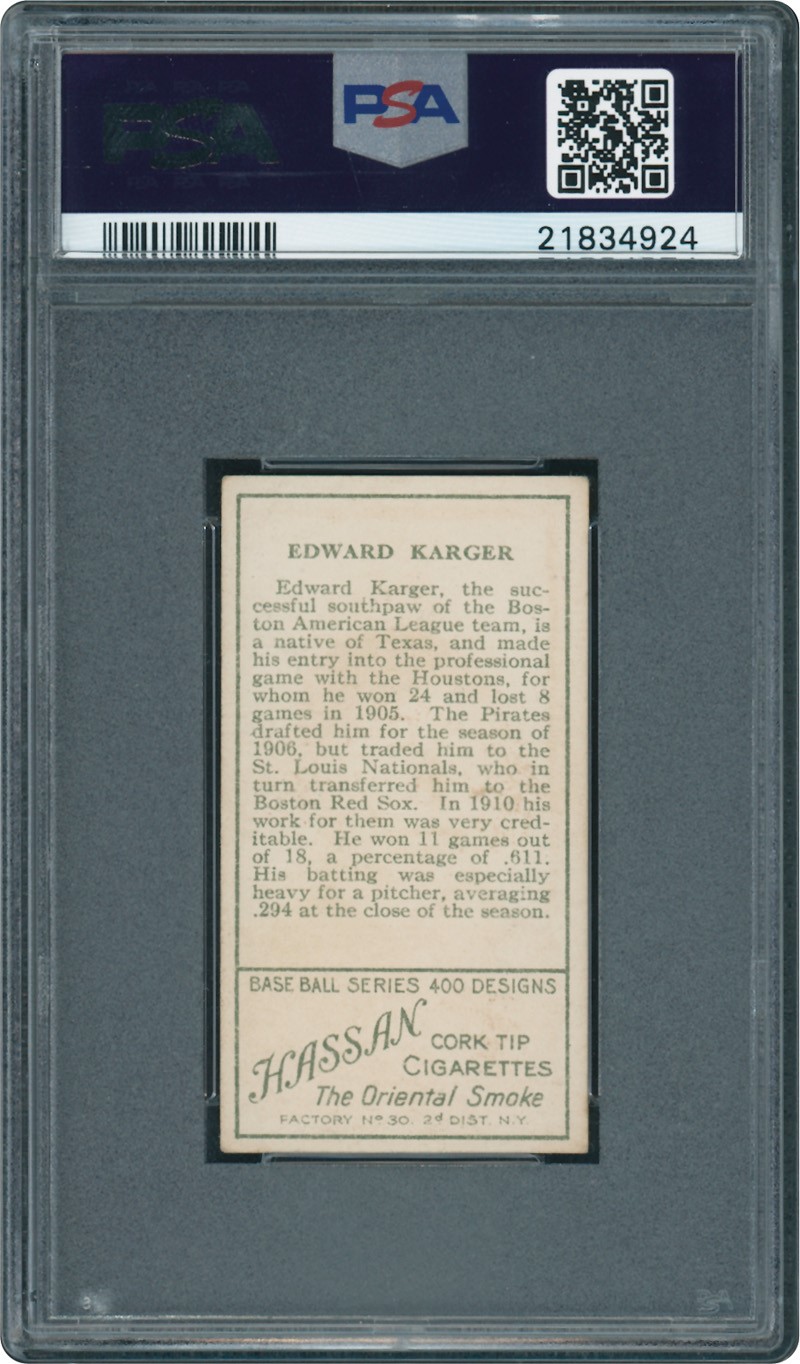 PSA
PSA
21834924
EDWARD KARGER
Edward Karger, the suc-
cessful southpaw of the Bos-
ton American League team, is
a native of Texas, and made
his entry into the professional
game with the Houstons, for
whom he won 24 and lost 8
games in 1905. The Pirates
drafted him for the season of
1906, but traded him to the
St. Louis Nationals, who in
turn transferred him to the
Boston Red Sox. In 1910 his
work for them was very cred-
itable. He won 11 games out
of 18, a percentage of .611.
His batting was especially
heavy for a pitcher, averaging
.294 at the close of the season.
BASE BALL SERIES 400 DESIGNS
HASSAN
CORK TIP
CIGARETTES
The Oriental Smoke
FACTORY Nº 30. 2d DIST. N.Y.
PSA